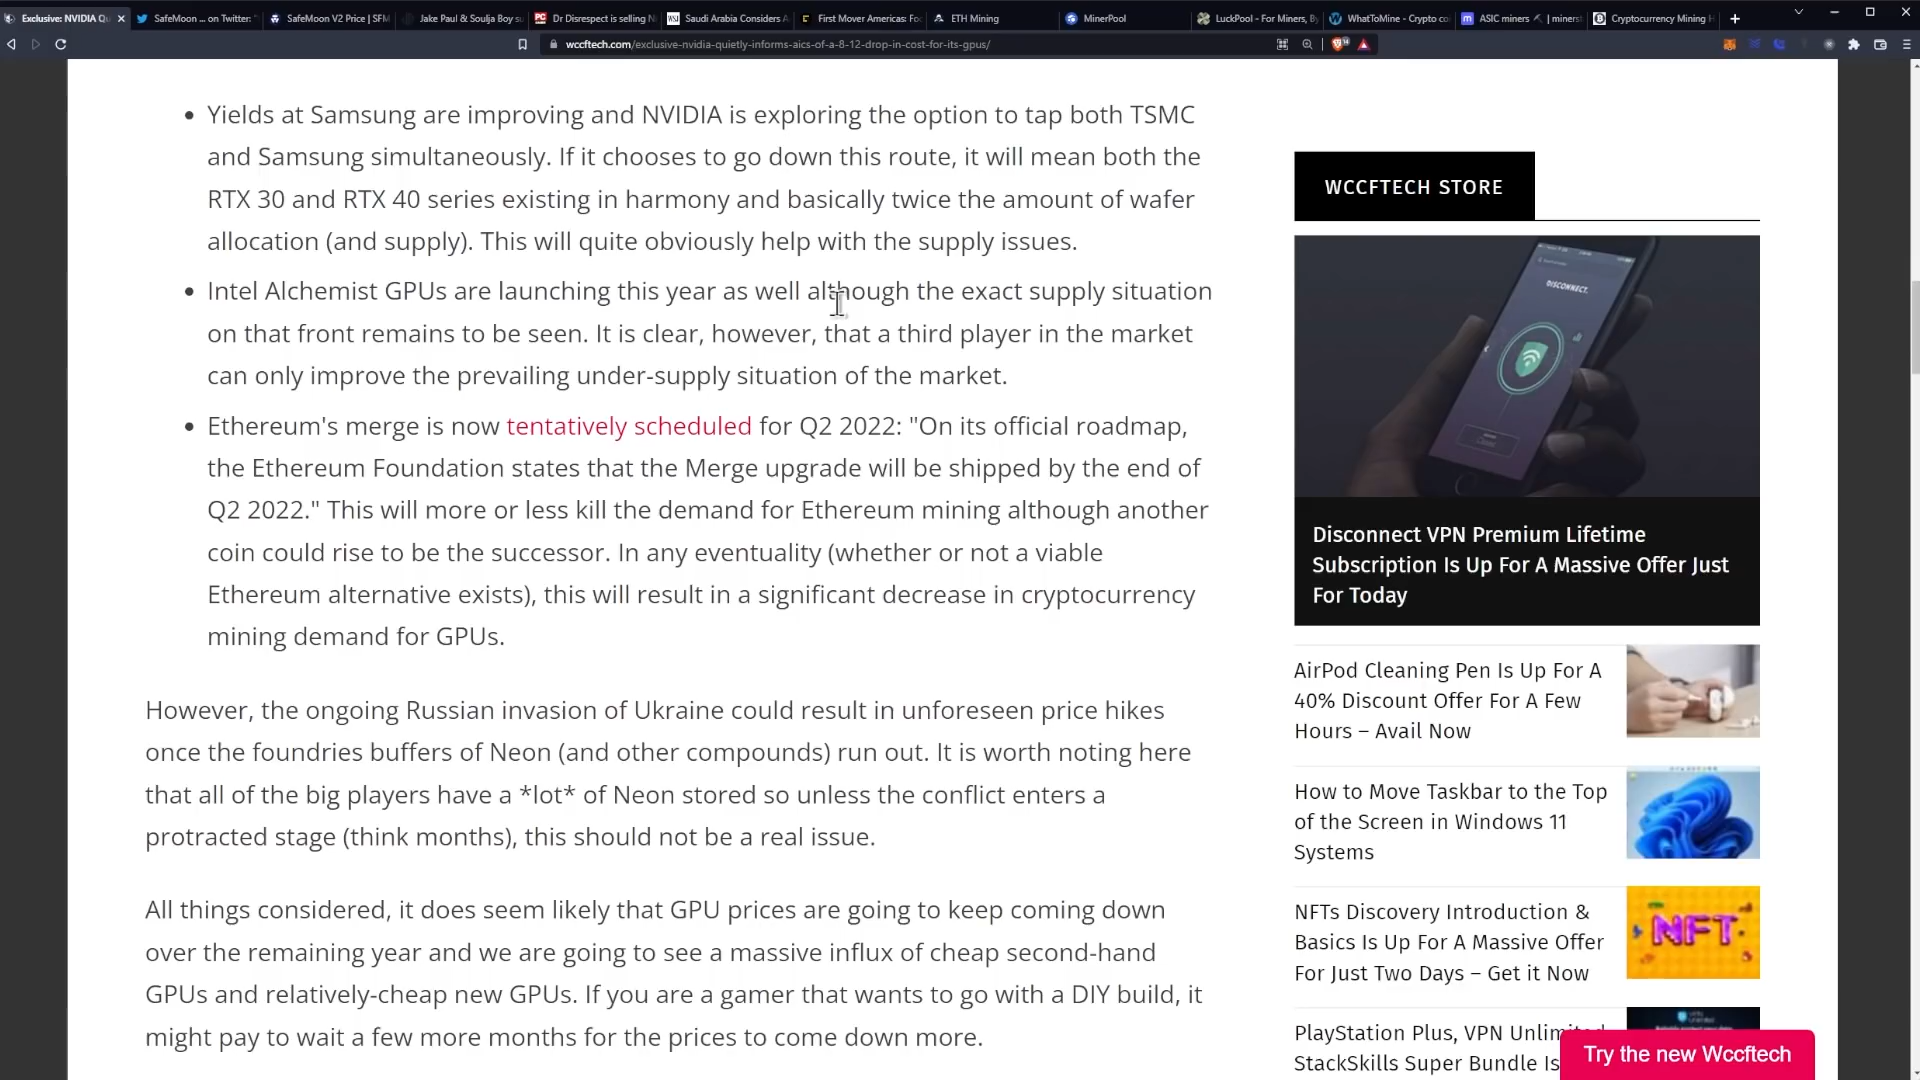 Exclusive: NVIDIA Qu
SafeMoon ... on Twitter: "
SafeMoon V2 Price | SFM
Jake Paul & Soulja Boy su
Dr Disrespect is selling N
Saudi Arabia Considers A
First Mover Americas: Fo
ETH Mining
MinerPool
LuckPool - For Miners, By
WhatToMine - Crypto co
ASIC miners ⛏ | miners
Cryptocurrency Mining H
wccftech.com/exclusive-nvidia-quietly-informs-aics-of-a-8-12-drop-in-cost-for-its-gpus/
• Yields at Samsung are improving and NVIDIA is exploring the option to tap both TSMC
and Samsung simultaneously. If it chooses to go down this route, it will mean both the
RTX 30 and RTX 40 series existing in harmony and basically twice the amount of wafer
allocation (and supply). This will quite obviously help with the supply issues.
• Intel Alchemist GPUs are launching this year as well although the exact supply situation
on that front remains to be seen. It is clear, however, that a third player in the market
can only improve the prevailing under-supply situation of the market.
• Ethereum's merge is now tentatively scheduled for Q2 2022: "On its official roadmap,
the Ethereum Foundation states that the Merge upgrade will be shipped by the end of
Q2 2022." This will more or less kill the demand for Ethereum mining although another
coin could rise to be the successor. In any eventuality (whether or not a viable
Ethereum alternative exists), this will result in a significant decrease in cryptocurrency
mining demand for GPUs.
However, the ongoing Russian invasion of Ukraine could result in unforeseen price hikes
once the foundries buffers of Neon (and other compounds) run out. It is worth noting here
that all of the big players have a *lot* of Neon stored so unless the conflict enters a
protracted stage (think months), this should not be a real issue.
All things considered, it does seem likely that GPU prices are going to keep coming down
over the remaining year and we are going to see a massive influx of cheap second-hand
GPUs and relatively-cheap new GPUs. If you are a gamer that wants to go with a DIY build, it
might pay to wait a few more months for the prices to come down more.
WCCFTECH STORE
DISCONNECT.
Disconnect VPN Premium Lifetime
Subscription Is Up For A Massive Offer Just
For Today
AirPod Cleaning Pen Is Up For A
40% Discount Offer For A Few
Hours – Avail Now
How to Move Taskbar to the Top
of the Screen in Windows 11
Systems
NFTs Discovery Introduction &
Basics Is Up For A Massive Offer
For Just Two Days – Get it Now
NFT
PlayStation Plus, VPN Unlimited
StackSkills Super Bundle Is
Try the new Wccftech